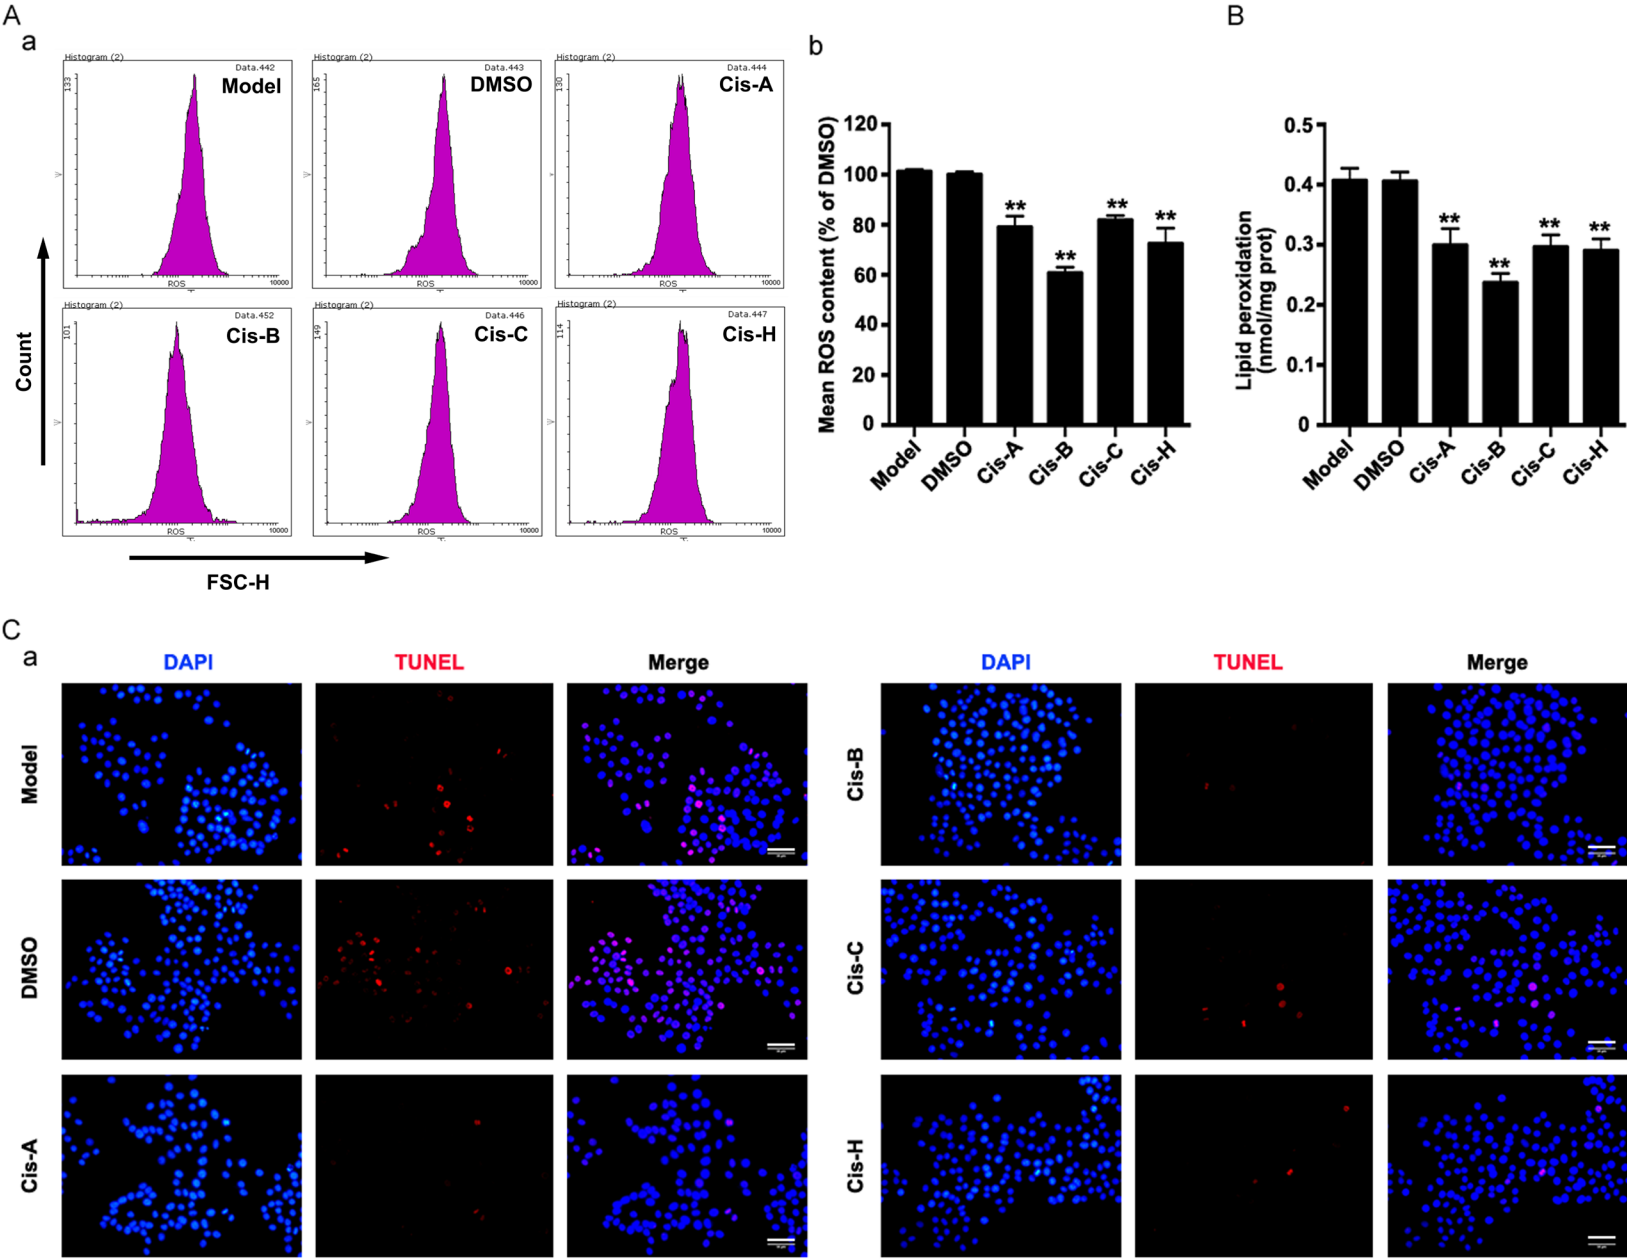 A
a
Histogram (2)
Data.442
133
Model
ROS
10000
Histogram (2)
Data.443
165
DMSO
ROS
10000
Histogram (2)
Data.444
130
Cis-A
ROS
10000
Histogram (2)
Data.452
101
Cis-B
ROS
10000
Histogram (2)
Data.446
149
Cis-C
ROS
10000
Histogram (2)
Data.447
114
Cis-H
ROS
10000
Count
FSC-H
b
Mean ROS content (% of DMSO)
120
100
80
60
40
20
0
**
**
**
**
Model
DMSO
Cis-A
Cis-B
Cis-C
Cis-H
B
Lipid peroxidation
(nmol/mg prot)
0.5
0.4
0.3
0.2
0.1
0
**
**
**
**
Model
DMSO
Cis-A
Cis-B
Cis-C
Cis-H
C
a
DAPI
TUNEL
Merge
DAPI
TUNEL
Merge
Model
Cis-B
DMSO
Cis-C
Cis-A
Cis-H